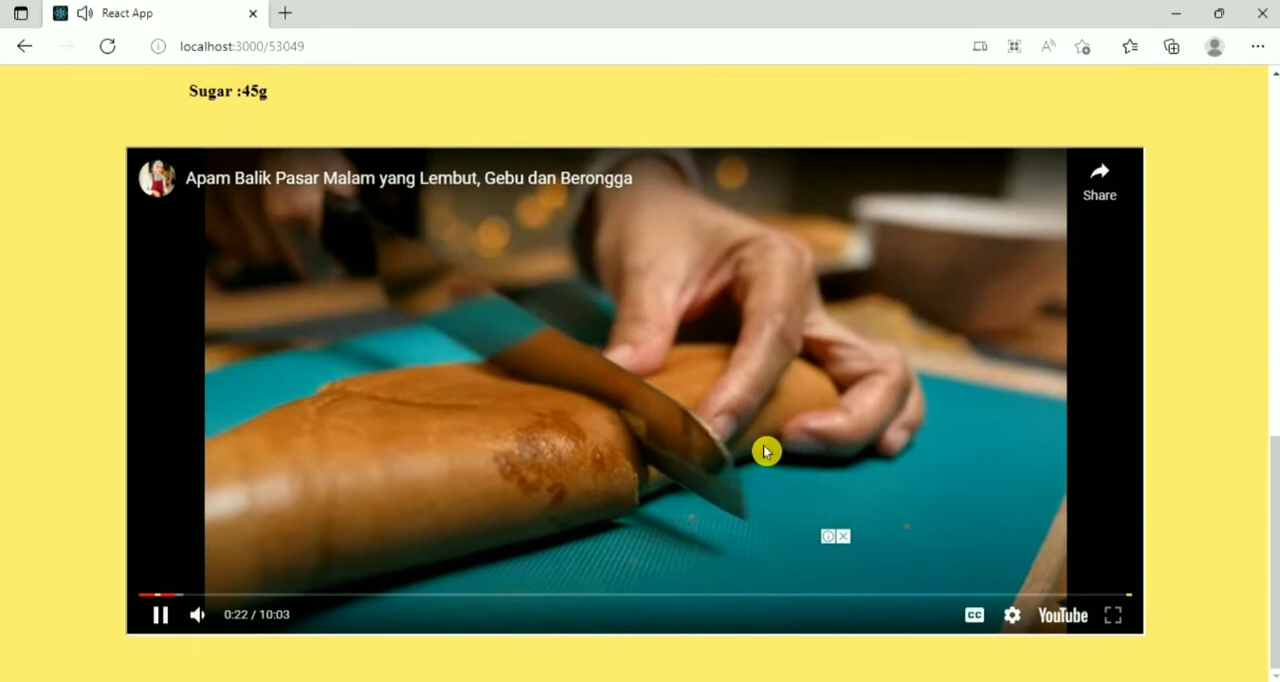 React App
localhost:3000/53049
Sugar :45g
Apam Balik Pasar Malam yang Lembut, Gebu dan Berongga
Share
0:22 / 10:03
CC
YouTube